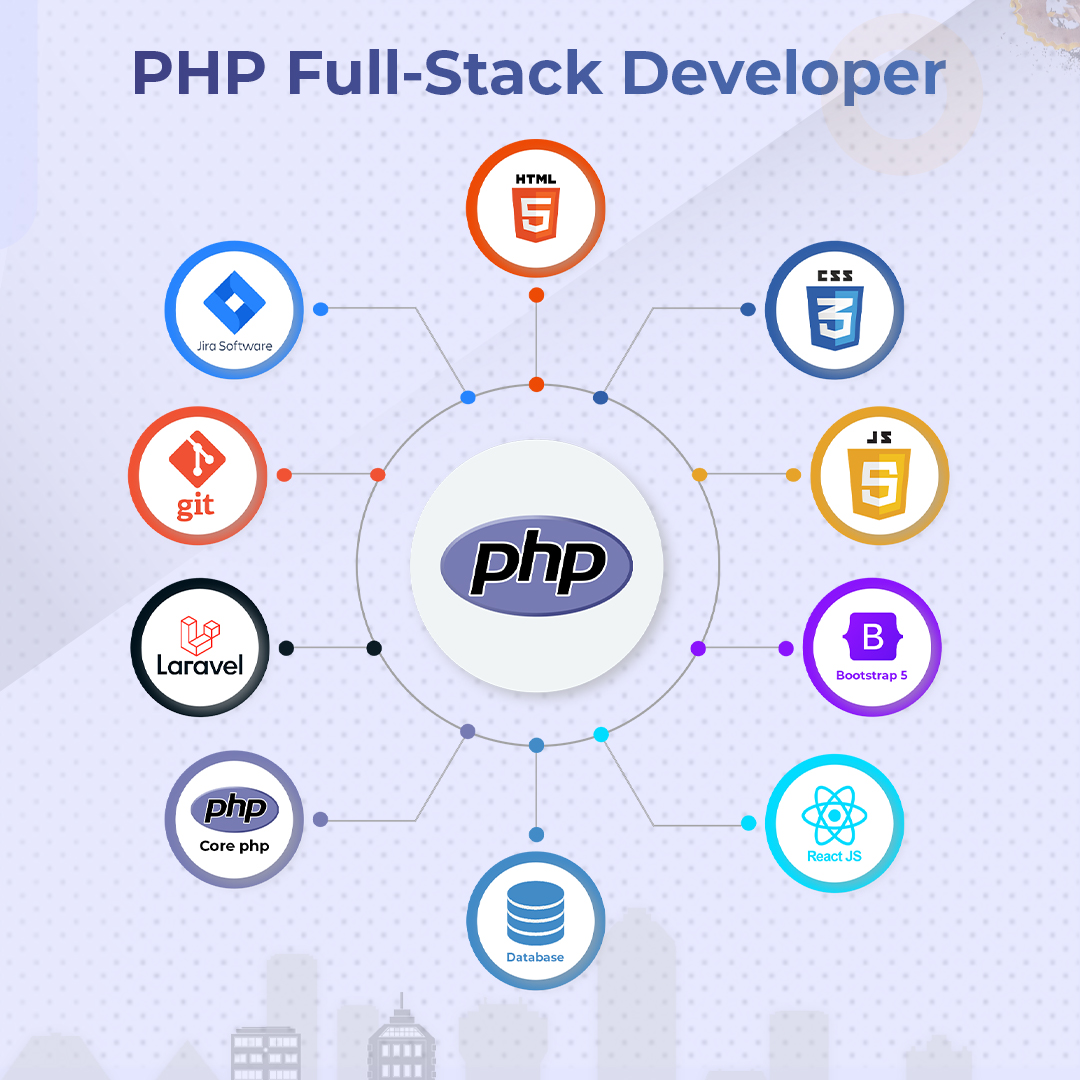 PHP Full-Stack Developer
HTML
5
CSS
3
JS
5
B
Bootstrap 5
React JS
Database
php
Core php
Laravel
git
Jira Software
php